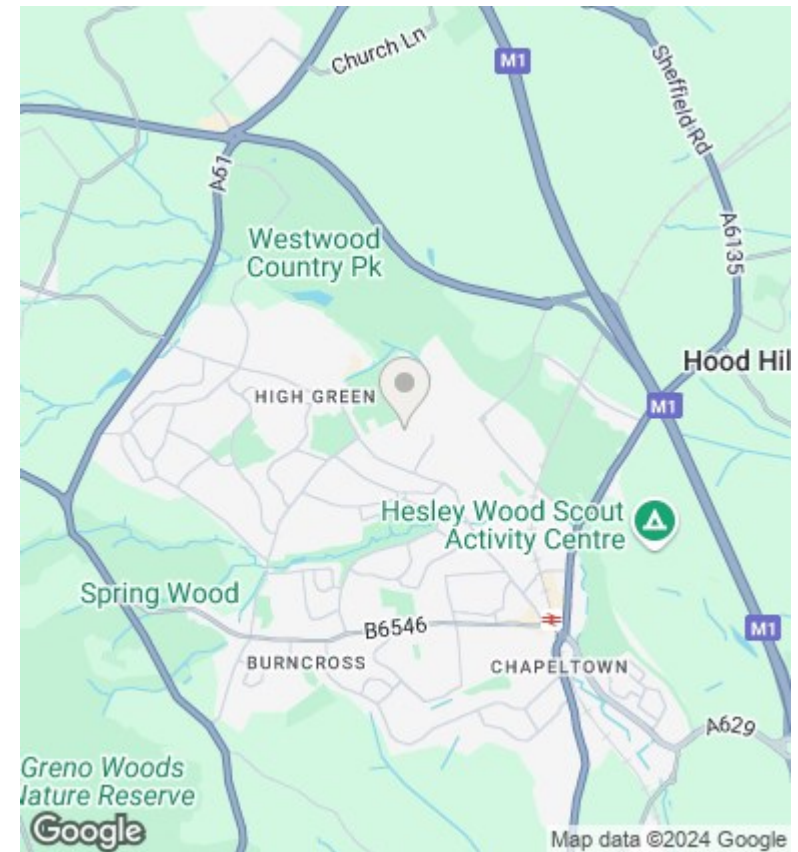 Church Ln
M1
Sheffield Rd
A61
A6135
Westwood
Country Pk
Hood Hil
HIGH GREEN
M1
Hesley Wood Scout
Activity Centre
Spring Wood
B6546
M1
BURNCROSS
CHAPELTOWN
A629
Greno Woods
Nature Reserve
Google
Map data ©2024 Google